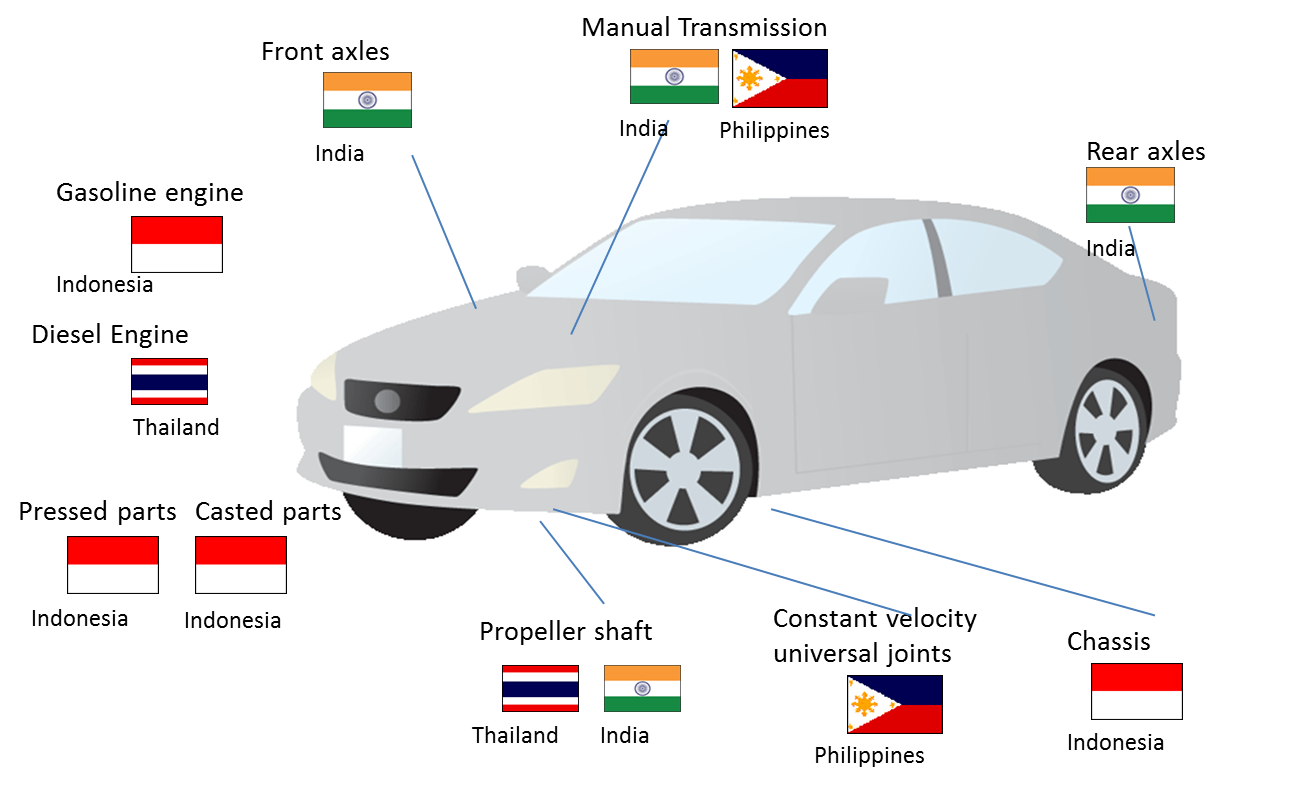 Manual Transmission
India
Philippines
Front axles
India
Rear axles
India
Gasoline engine
Indonesia
Diesel Engine
Thailand
Pressed parts
Indonesia
Casted parts
Indonesia
Propeller shaft
Thailand
India
Constant velocity
universal joints
Philippines
Chassis
Indonesia